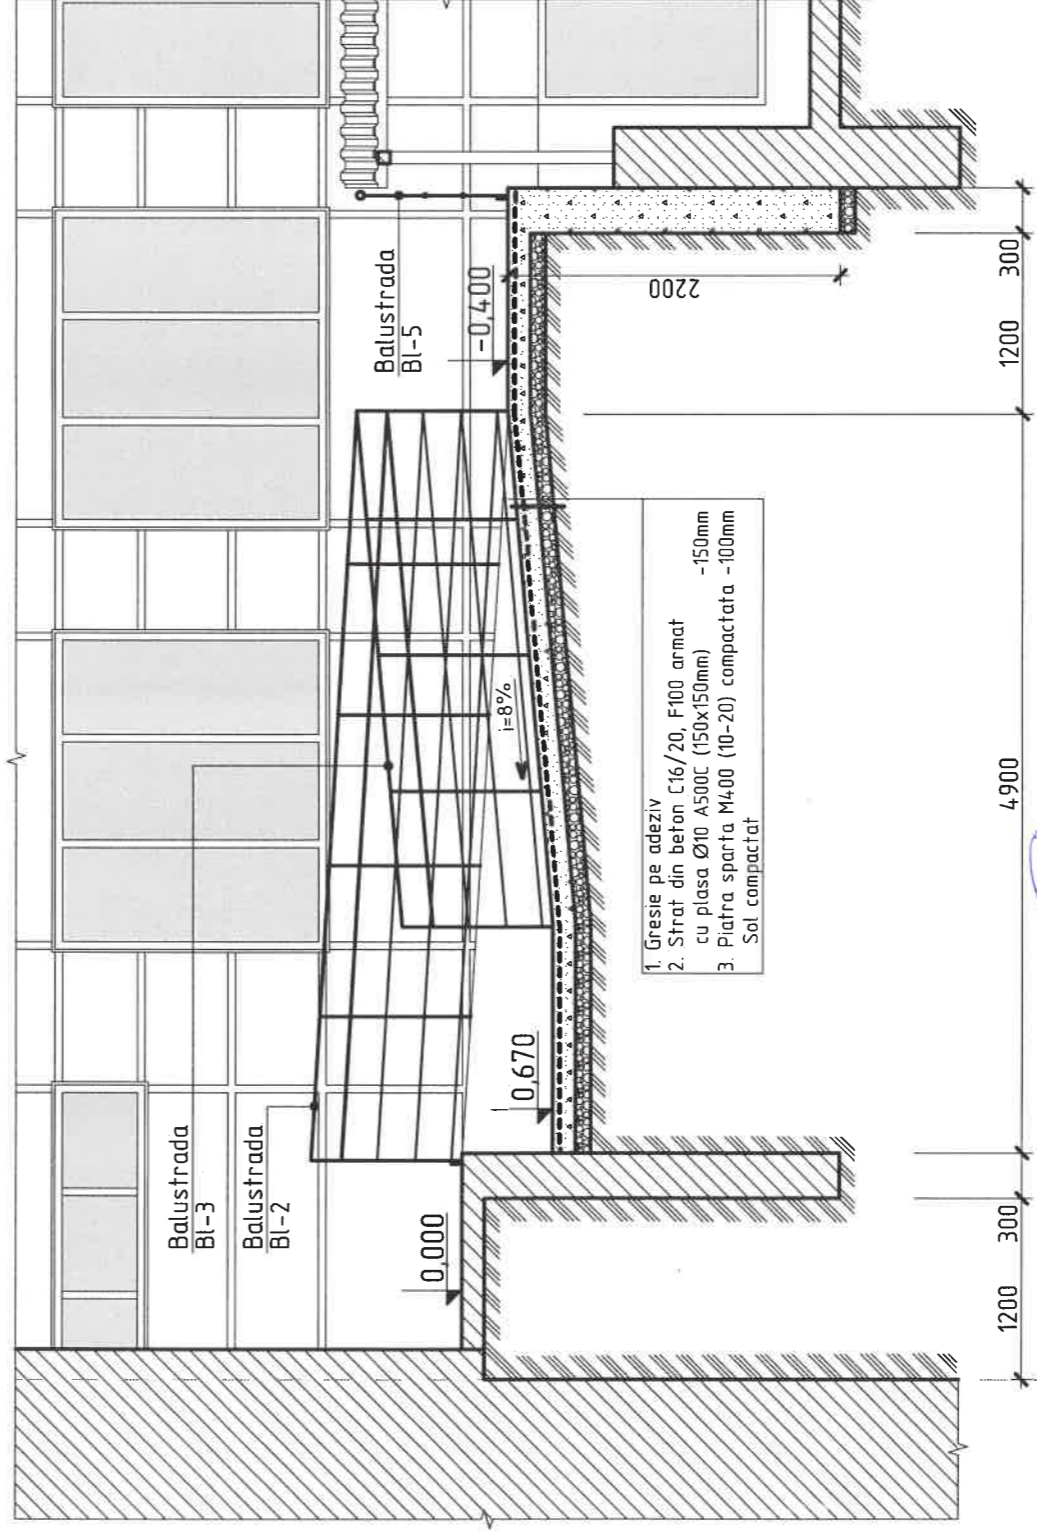 Balustrada
Bl-3
Balustrada
Bl-2
Balustrada
Bl-5
0,000
0,670
-0,400
i=8%
2200
1. Gresie pe adeziv
2. Strat din beton C16/20, F100 armat
cu plasa Ø10 A500C (150x150mm) -150mm
3. Piatra sparta M400 (10-20) compactata -100mm
Sol compactat
1200
300
4900
1200
300